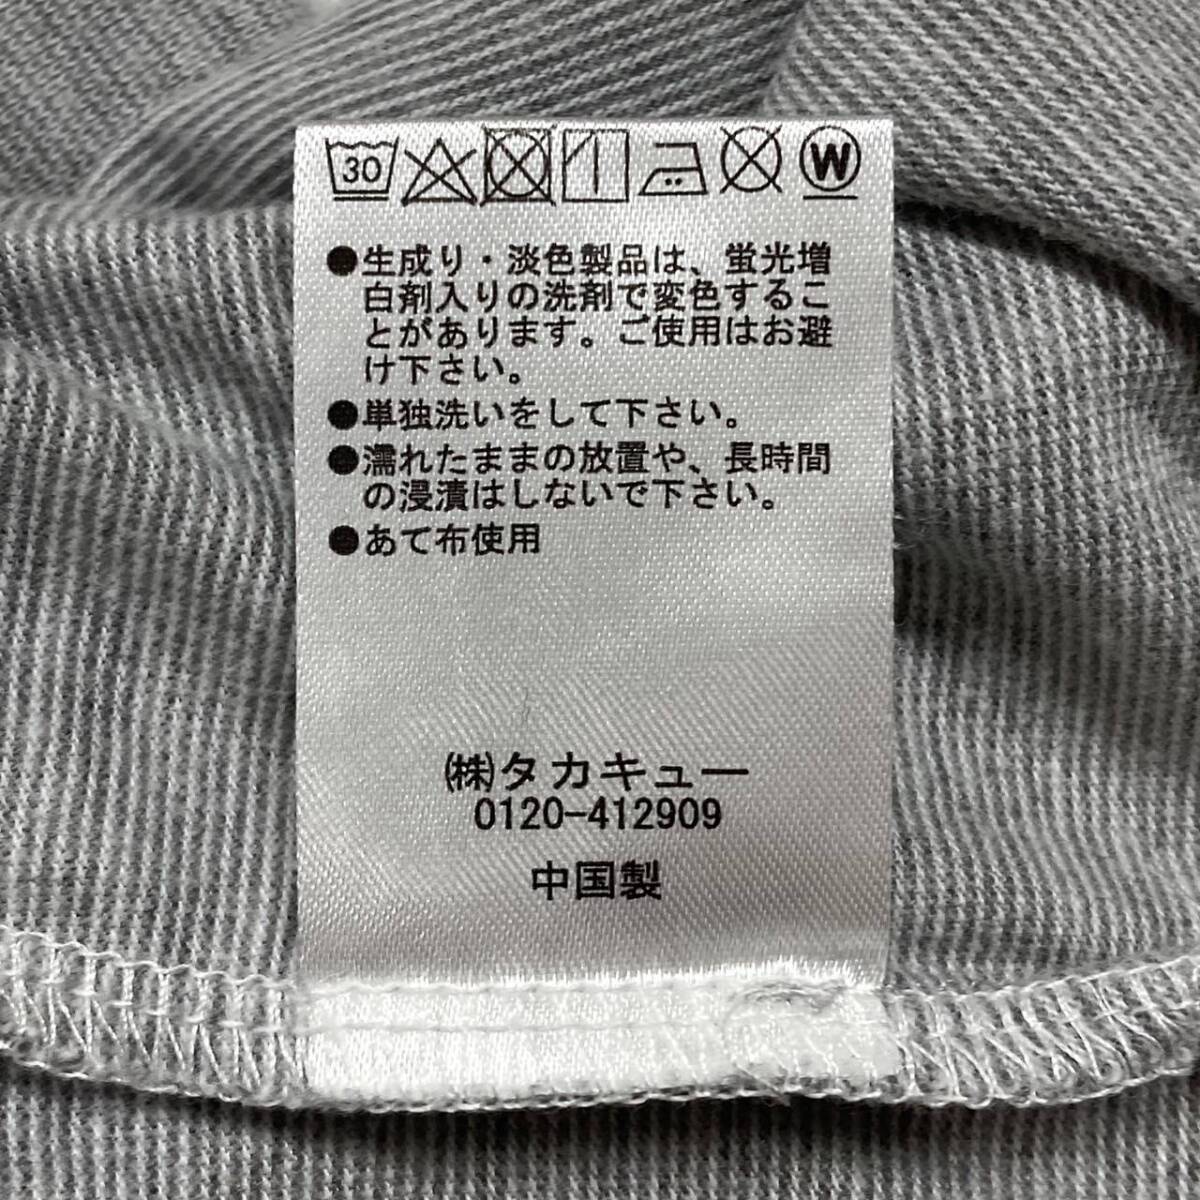 30 W
●生成り・淡色製品は、蛍光増
白剤入りの洗剤で変色するこ
とがあります。ご使用はお避
け下さい。
●単独洗いをして下さい。
●濡れたままの放置や、長時間
の浸漬はしないで下さい。
●あて布使用
㈱タカキュー
0120-412909
中国製